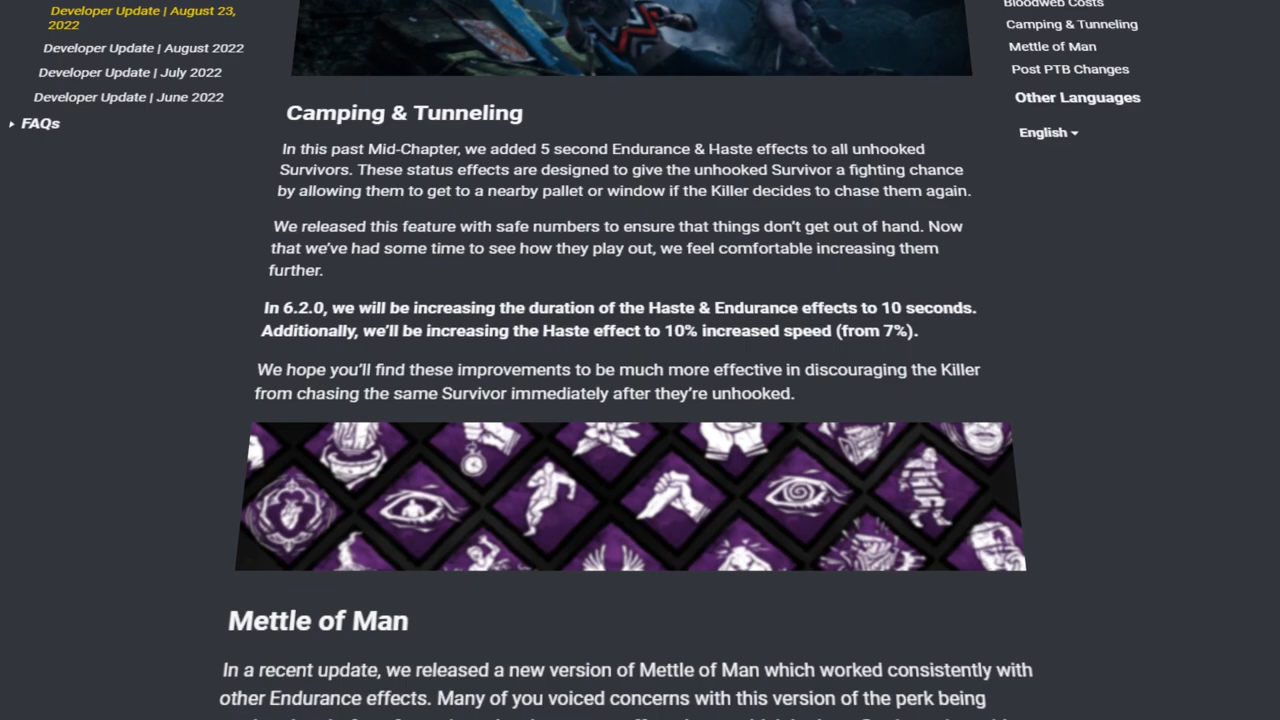 Developer Update | August 23,
2022
Developer Update | August 2022
Developer Update | July 2022
Developer Update | June 2022
FAQs
Camping & Tunneling
In this past Mid-Chapter, we added 5 second Endurance & Haste effects to all unhooked
Survivors. These status effects are designed to give the unhooked Survivor a fighting chance
by allowing them to get to a nearby pallet or window if the Killer decides to chase them again.
We released this feature with safe numbers to ensure that things don't get out of hand. Now
that we've had some time to see how they play out, we feel comfortable increasing them
further.
In 6.2.0, we will be increasing the duration of the Haste & Endurance effects to 10 seconds.
Additionally, we'll be increasing the Haste effect to 10% increased speed (from 7%).
We hope you'll find these improvements to be much more effective in discouraging the Killer
from chasing the same Survivor immediately after they're unhooked.
Mettle of Man
In a recent update, we released a new version of Mettle of Man which worked consistently with
other Endurance effects. Many of you voiced concerns with this version of the perk being
Bloodweb Costs
Camping & Tunneling
Mettle of Man
Post PTB Changes
Other Languages
English